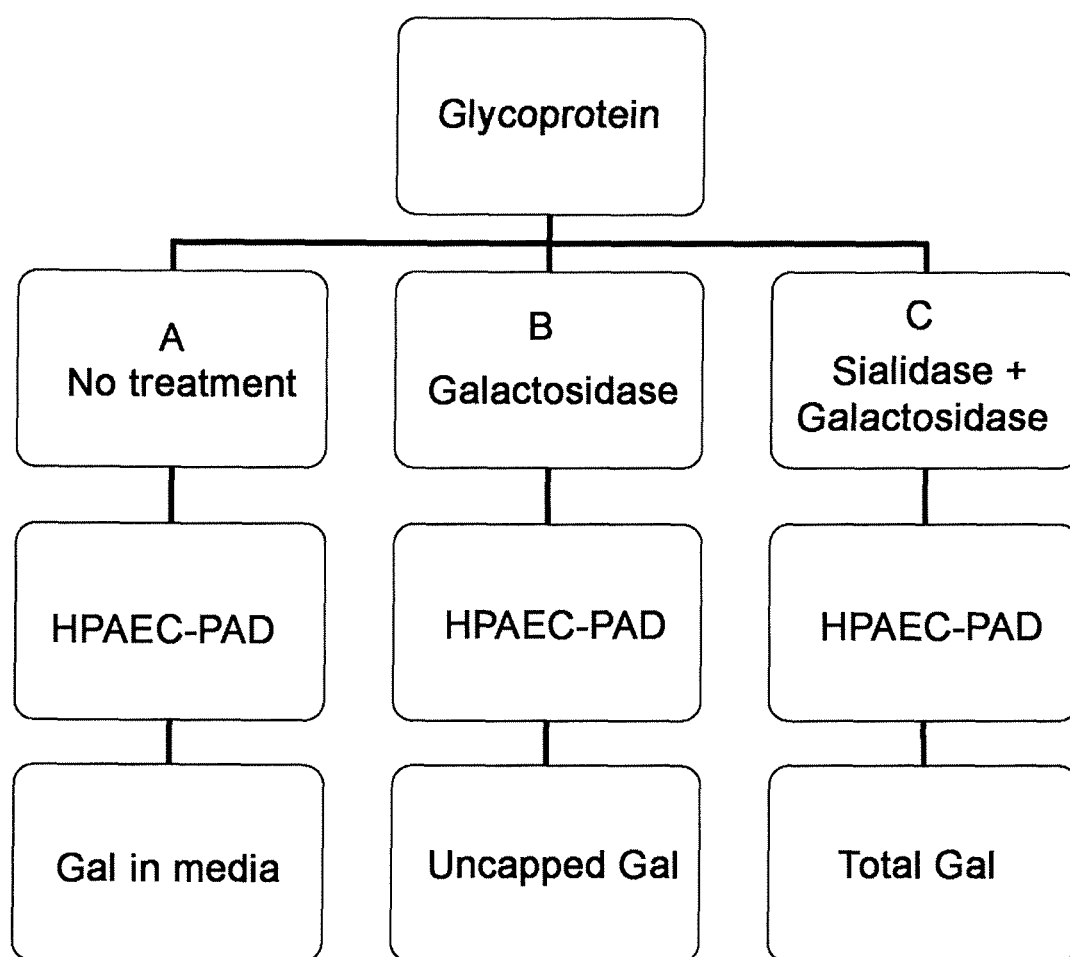 Glycoprotein
A
No treatment
B
Galactosidase
C
Sialidase +
Galactosidase
HPAEC-PAD
HPAEC-PAD
HPAEC-PAD
Gal in media
Uncapped Gal
Total Gal